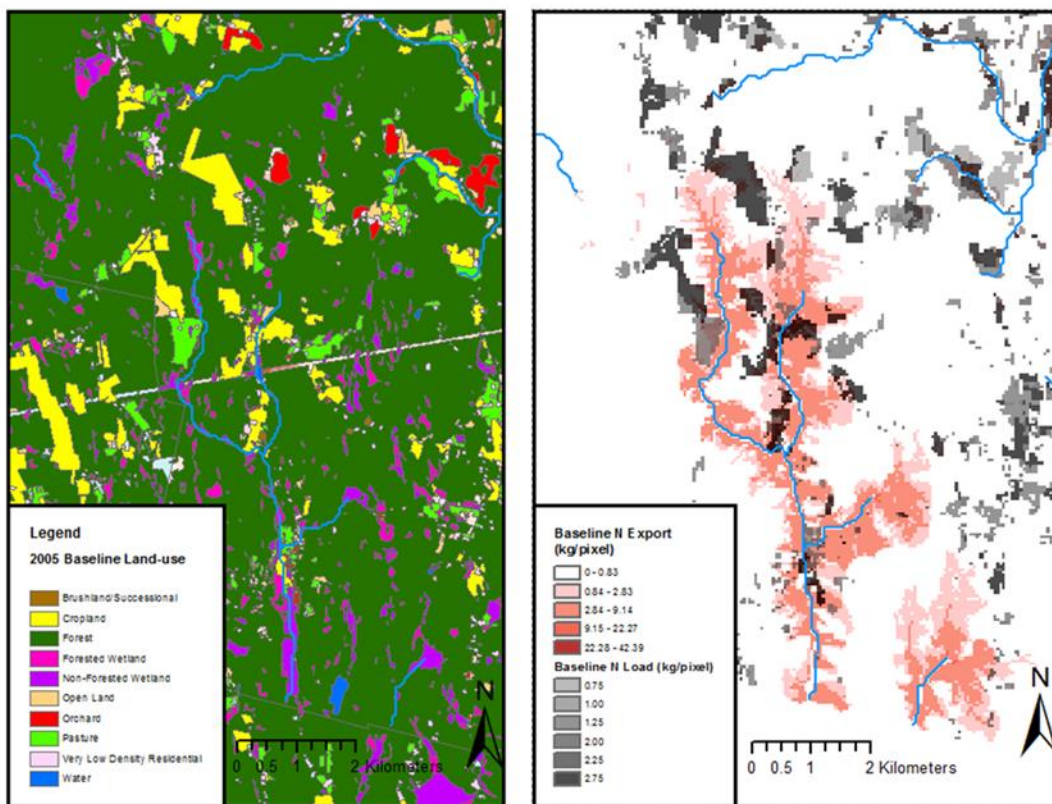 Legend
2005 Baseline Land-use
Brushland/Successional
Cropland
Forest
Forested Wetland
Non-Forested Wetland
Open Land
Orchard
Pasture
Very Low Density Residential
Water
N
0 0.5 1 2 Kilometers
Baseline N Export
(kg/pixel)
0 - 0.83
0.84 - 2.83
2.84 - 9.14
9.15 - 22.27
22.28 - 42.39
Baseline N Load (kg/pixel)
0.75
1.00
1.25
2.00
2.25
2.75
N
0 0.5 1 2 Kilometers